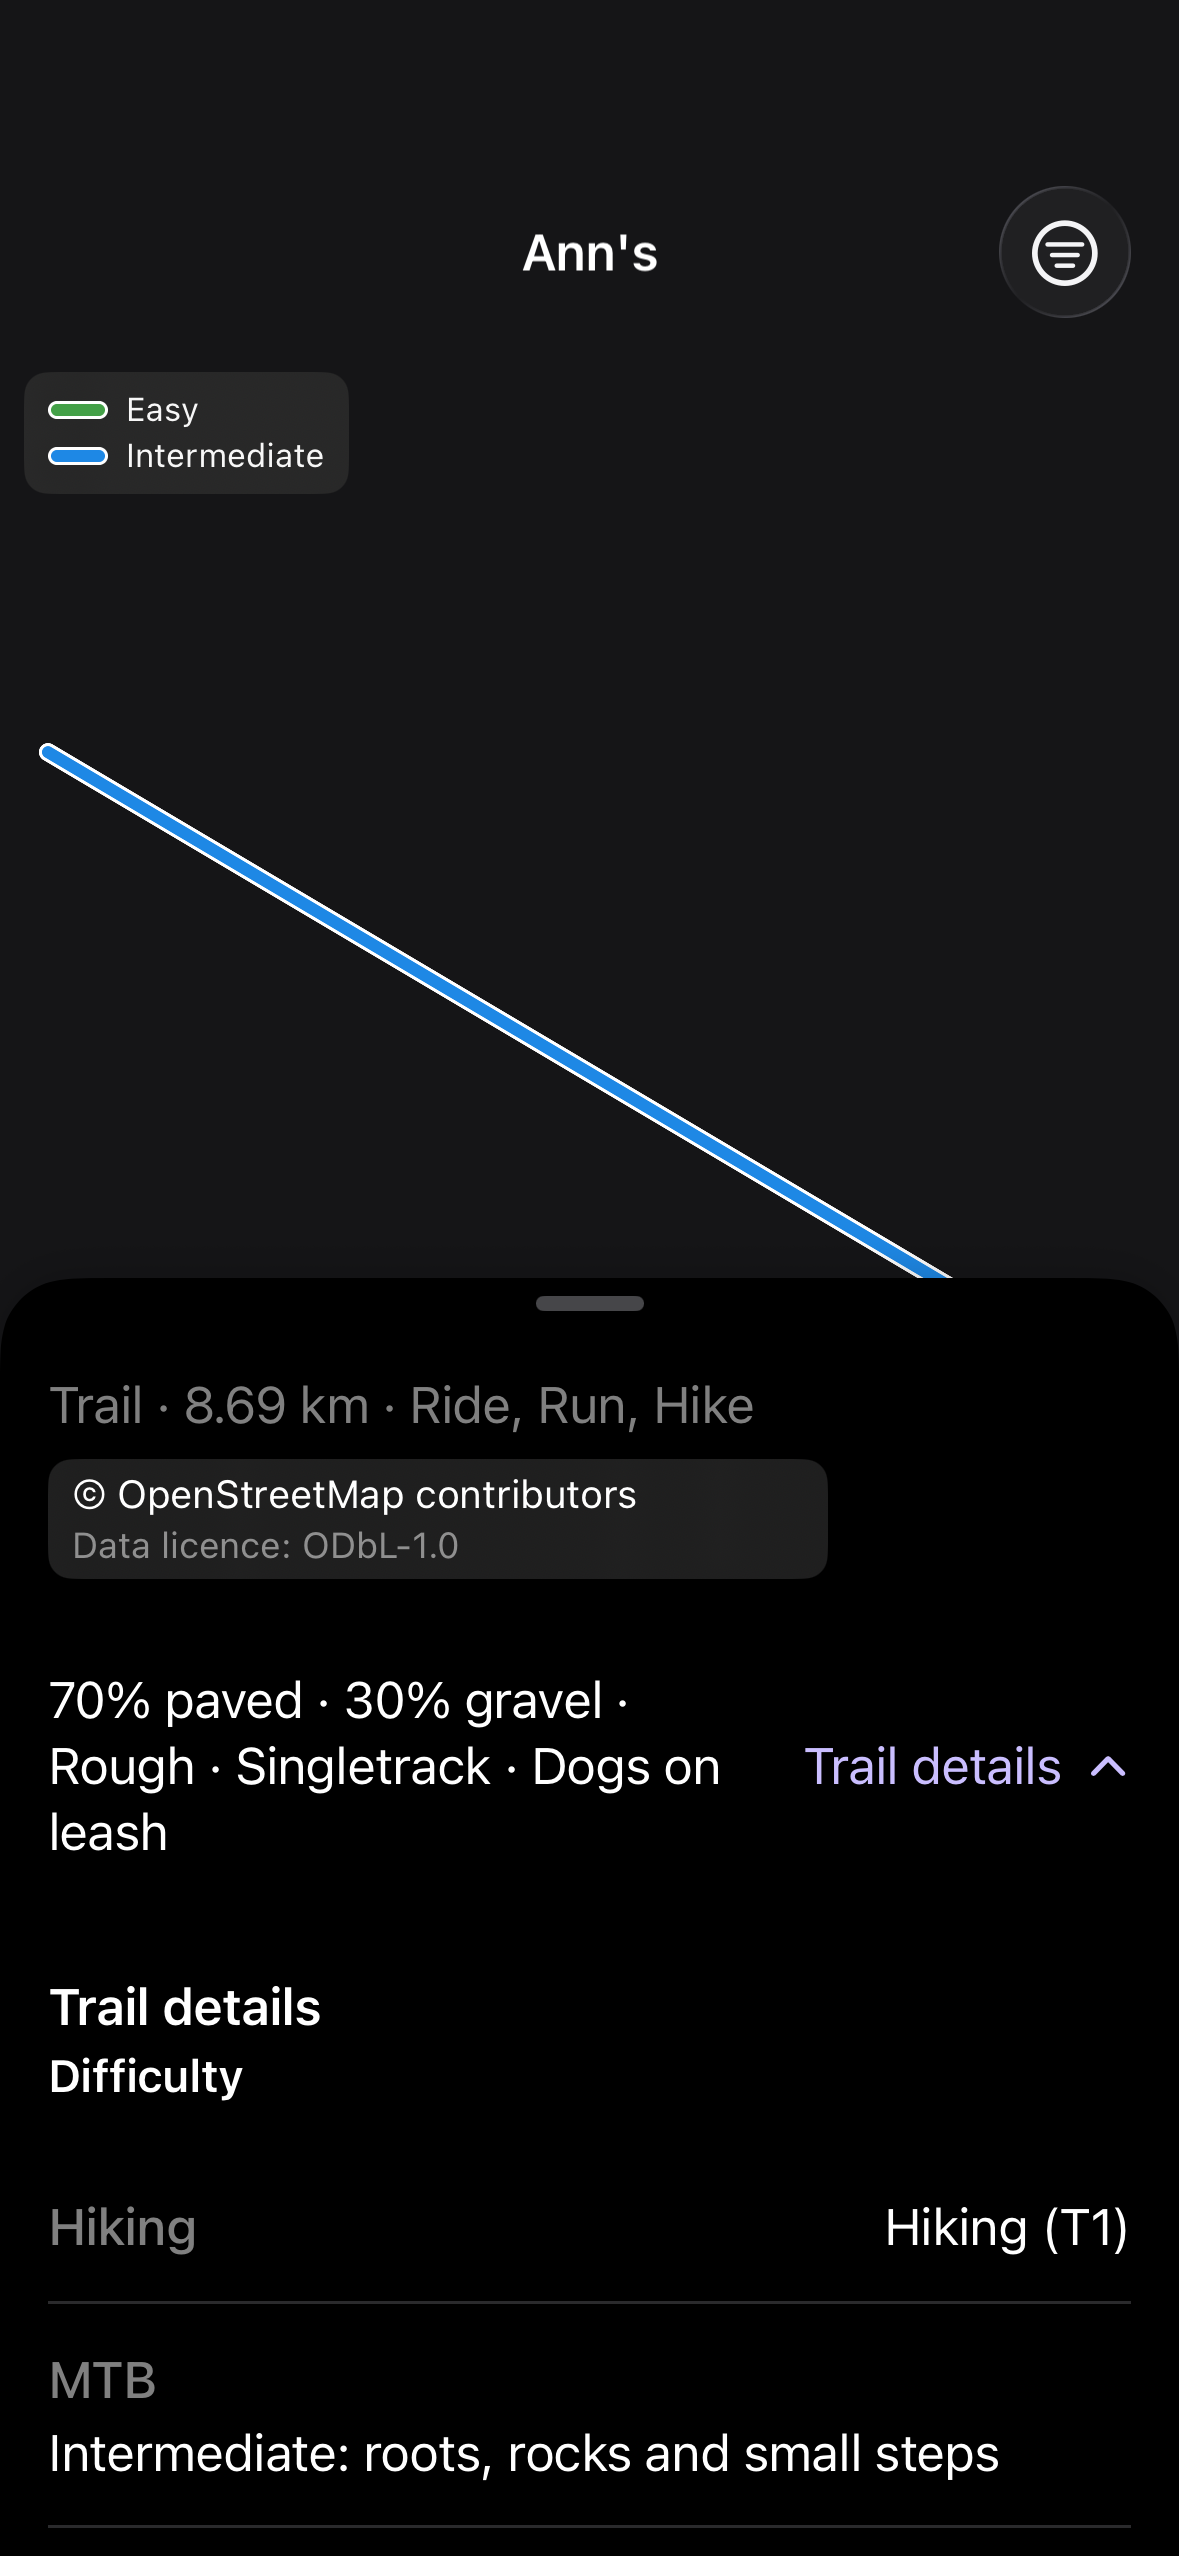 Ann's
Easy
Intermediate
Trail · 8.69 km · Ride, Run, Hike
© OpenStreetMap contributors
Data licence: ODbL-1.0
70% paved · 30% gravel ·
Rough · Singletrack · Dogs on
leash
Trail details
Trail details
Difficulty
Hiking
Hiking (T1)
MTB
Intermediate: roots, rocks and small steps